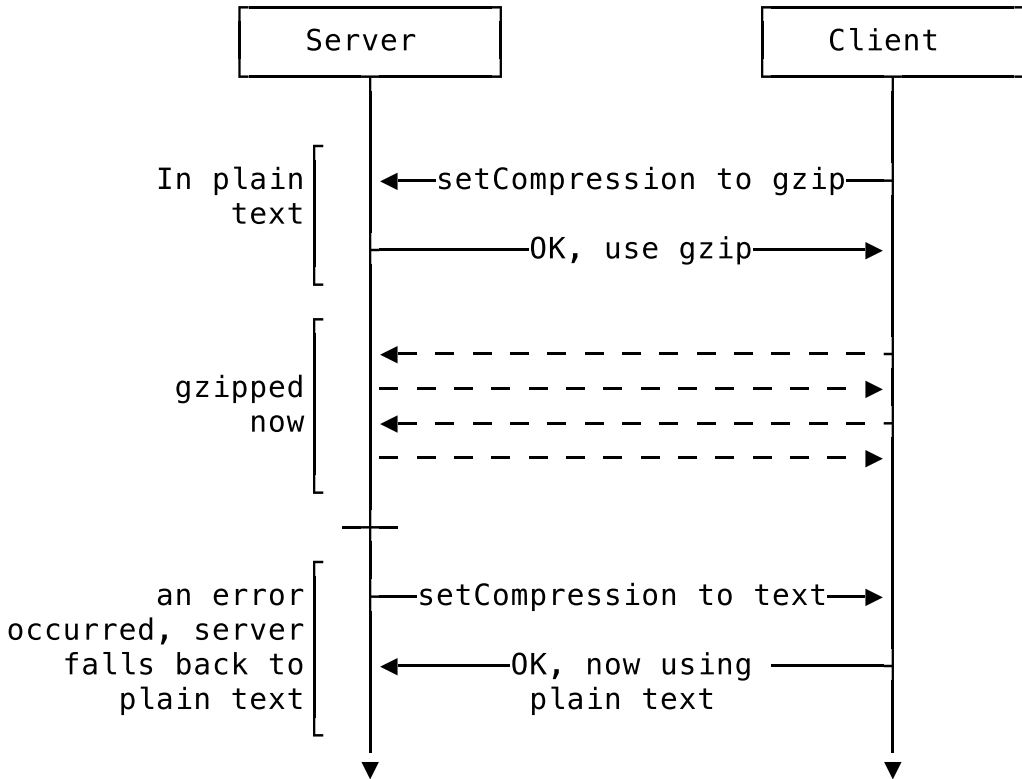 Server
Client
In plain
text
setCompression to gzip
OK, use gzip
gzipped
now
an error
occurred, server
falls back to
plain text
setCompression to text
OK, now using
plain text